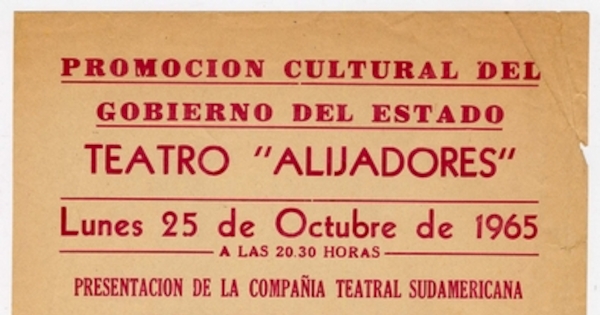 PROMOCION CULTURAL DEL
GOBIERNO DEL ESTADO
TEATRO "ALIJADORES"
Lunes 25 de Octubre de 1965
A LAS 20.30 HORAS
PRESENTACION DE LA COMPAÑIA TEATRAL SUDAMERICANA